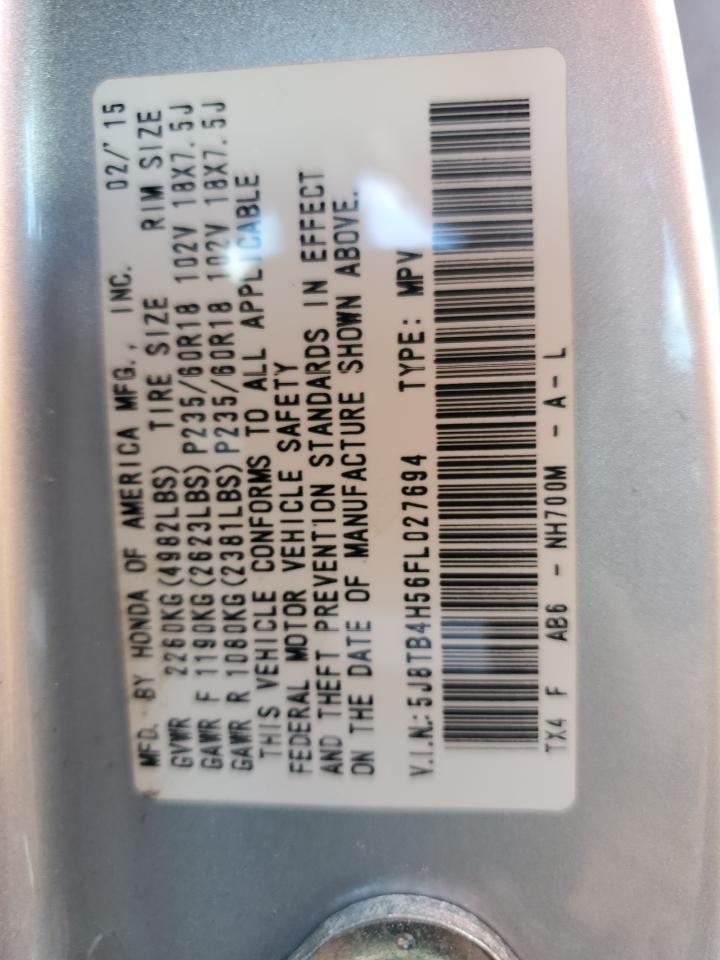 MFD. BY HONDA OF AMERICA MFG., INC. 02/'15
GVWR 2260KG(4982LBS) TIRE SIZE RIM SIZE
GAWR F 1190KG(2623LBS)P235/60R18 102V 18X7.5J
GAWR R 1080KG(2381LBS)P235/60R18 102V 18X7.5J
THIS VEHICLE CONFORMS TO ALL APPLICABLE
FEDERAL MOTOR VEHICLE SAFETY
AND THEFT PREVENTION STANDARDS IN EFFECT
ON THE DATE OF MANUFACTURE SHOWN ABOVE.
V.I.N.: 5J8TB4H56FL027694 TYPE: MPV
TX4 F AB6 - NH700M - A - L